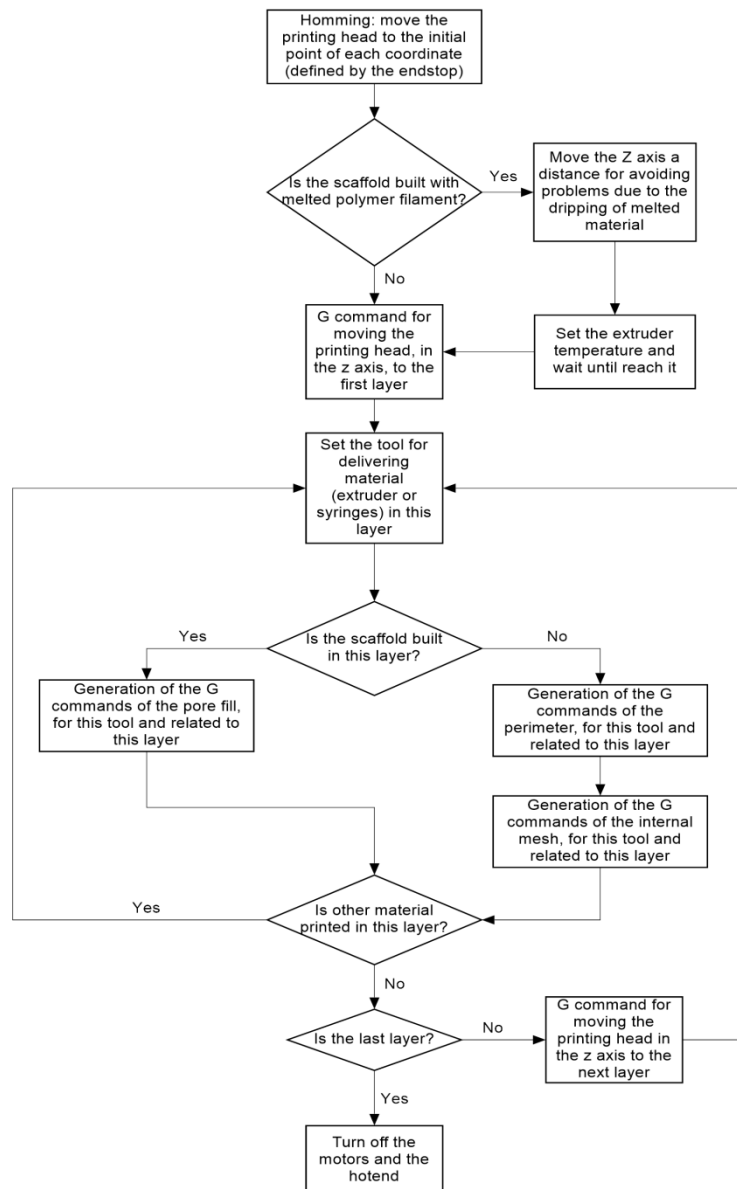 Homming: move the
printing head to the initial
point of each coordinate
(defined by the endstop)
Is the scaffold built with
melted polymer filament?
Yes
Move the Z axis a
distance for avoiding
problems due to the
dripping of melted
material
No
G command for
moving the
printing head, in
the z axis, to the
first layer
Set the extruder
temperature and
wait until reach it
Set the tool for
delivering
material
(extruder or
syringes) in this
layer
Is the scaffold built
in this layer?
Yes
No
Generation of the G
commands of the pore fill,
for this tool and related to
this layer
Generation of the G
commands of the
perimeter, for this tool and
related to this layer
Generation of the G
commands of the internal
mesh, for this tool and
related to this layer
Is other material
printed in this layer?
Yes
No
Is the last layer?
No
G command for
moving the
printing head in
the z axis to the
next layer
Yes
Turn off the
motors and the
hotend